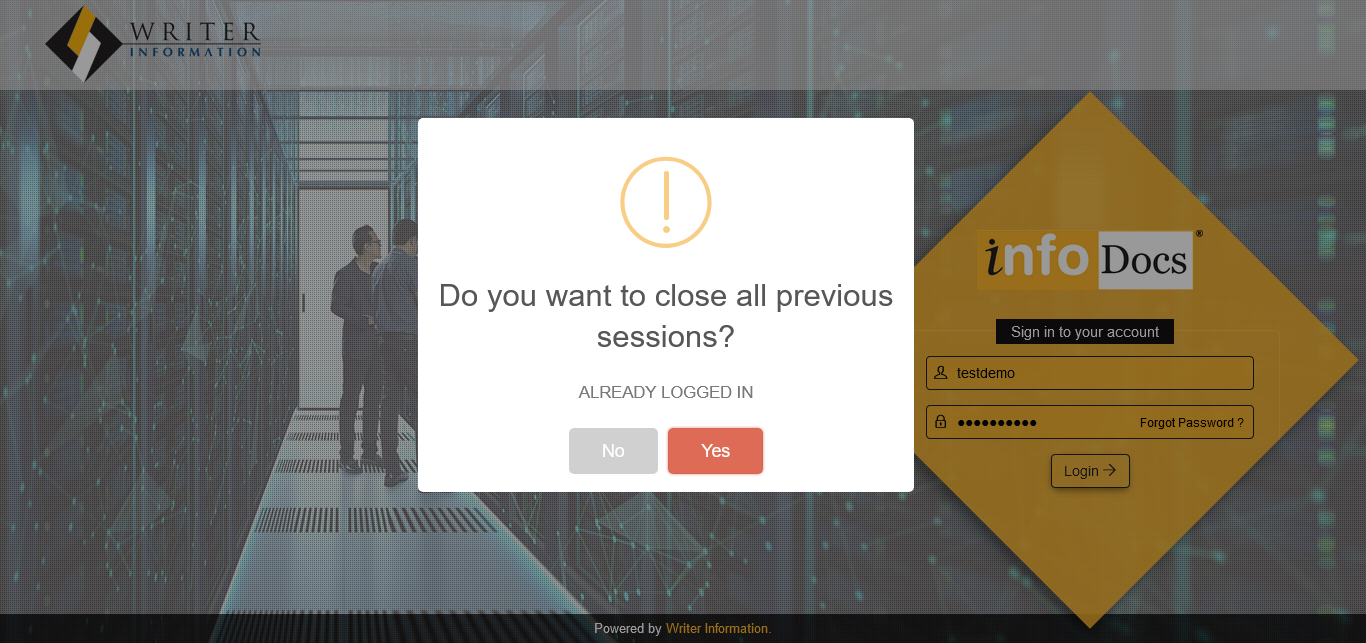 WRITER
INFORMATION
Do you want to close all previous
sessions?
ALREADY LOGGED IN
No
Yes
info Docs®
Sign in to your account
testdemo
●●●●●●●●●● Forgot Password ?
Login →
Powered by Writer Information.